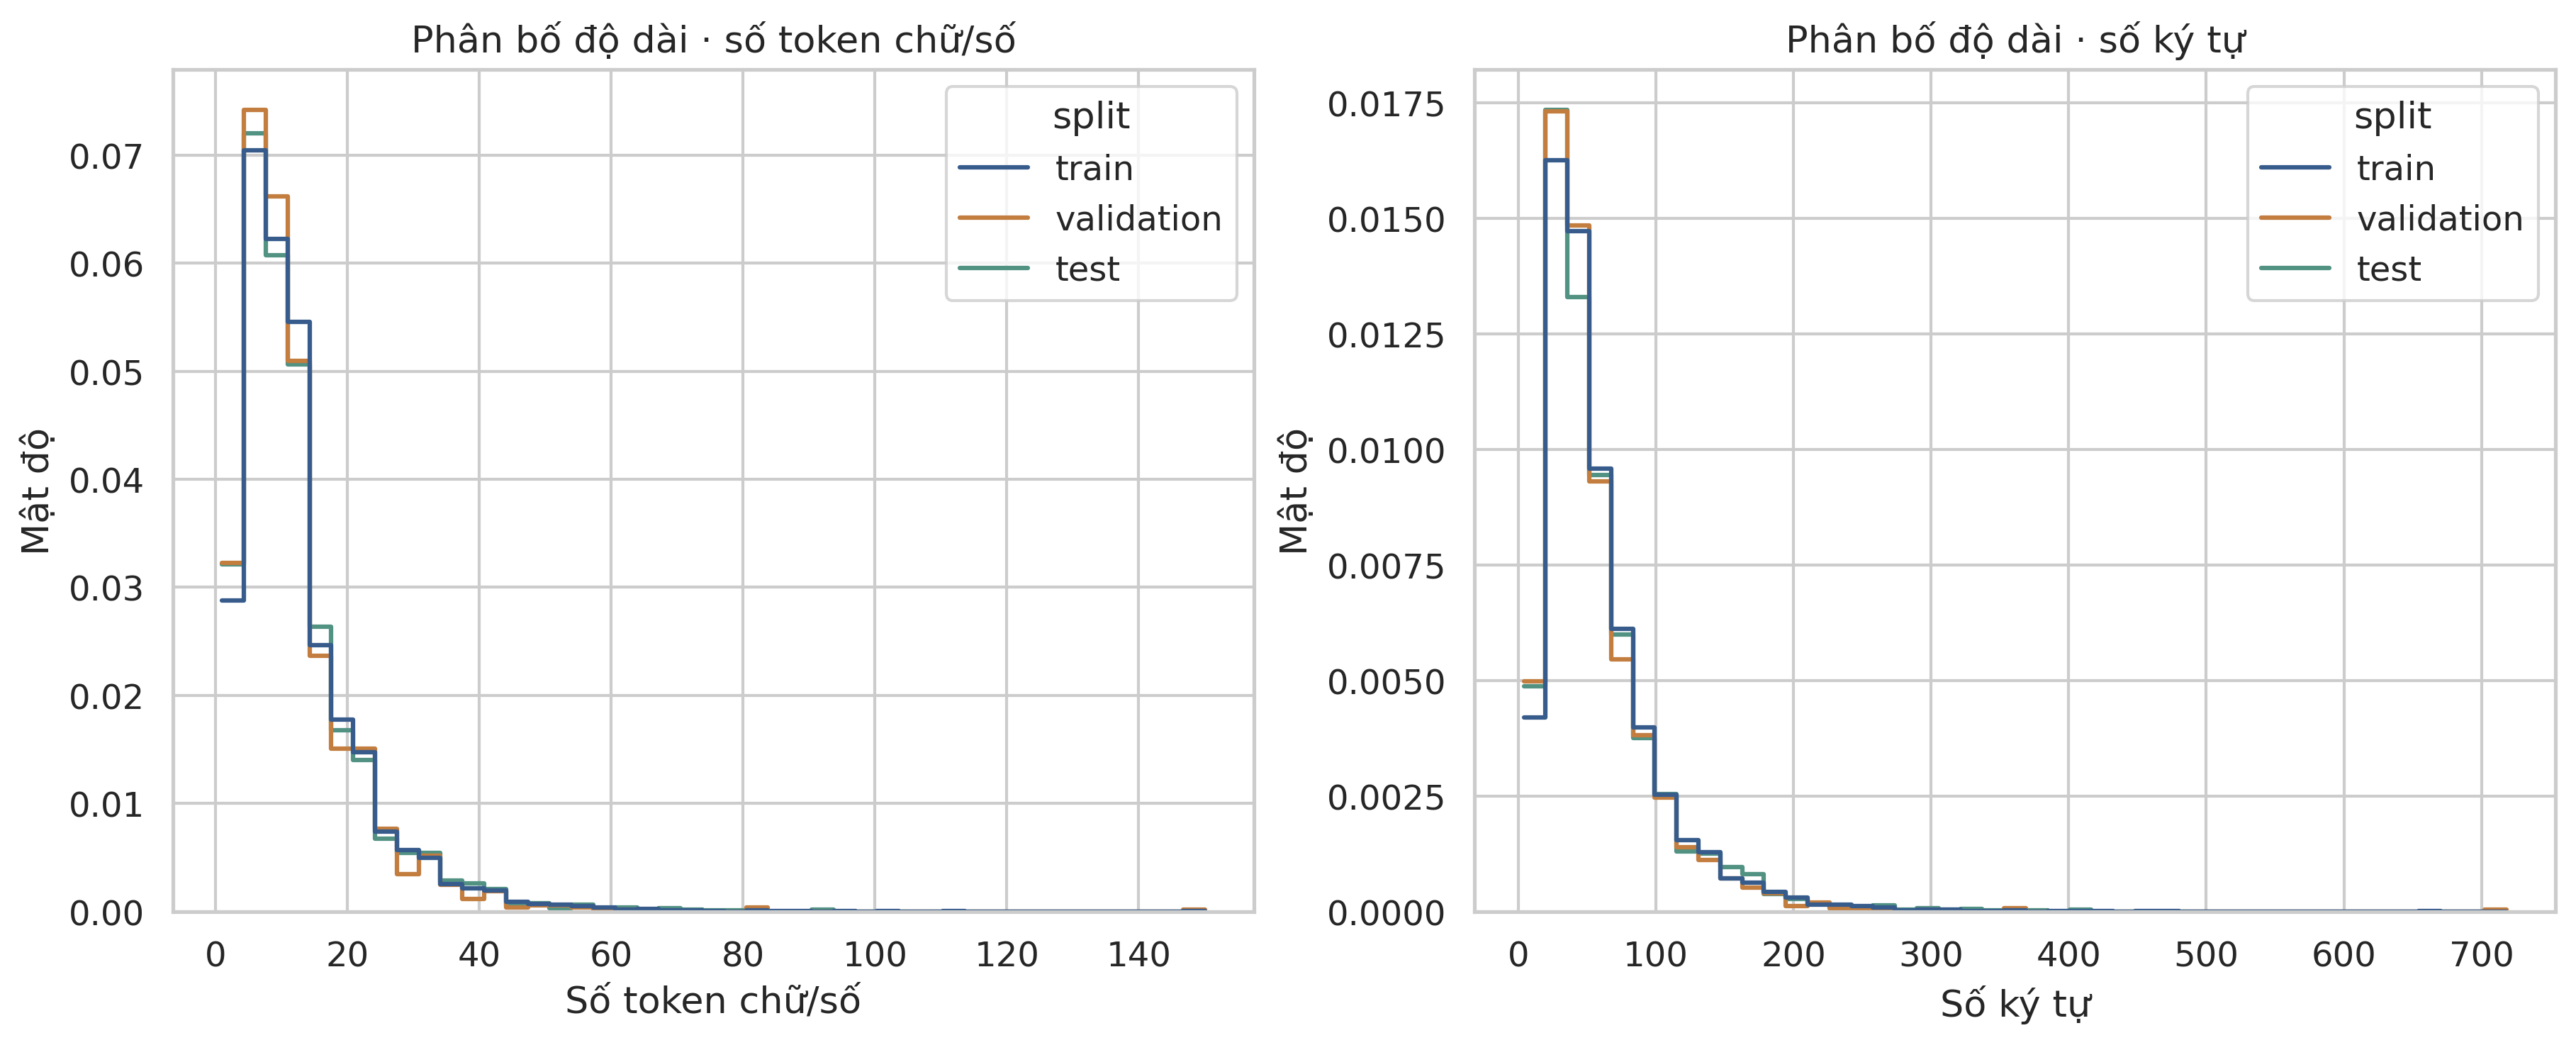 Phân bố độ dài · số token chữ/số
Mật độ
0.07
0.06
0.05
0.04
0.03
0.02
0.01
0.00
0 20 40 60 80 100 120 140
Số token chữ/số
split
train
validation
test
Phân bố độ dài · số ký tự
Mật độ
0.0175
0.0150
0.0125
0.0100
0.0075
0.0050
0.0025
0.0000
0 100 200 300 400 500 600 700
Số ký tự
split
train
validation
test